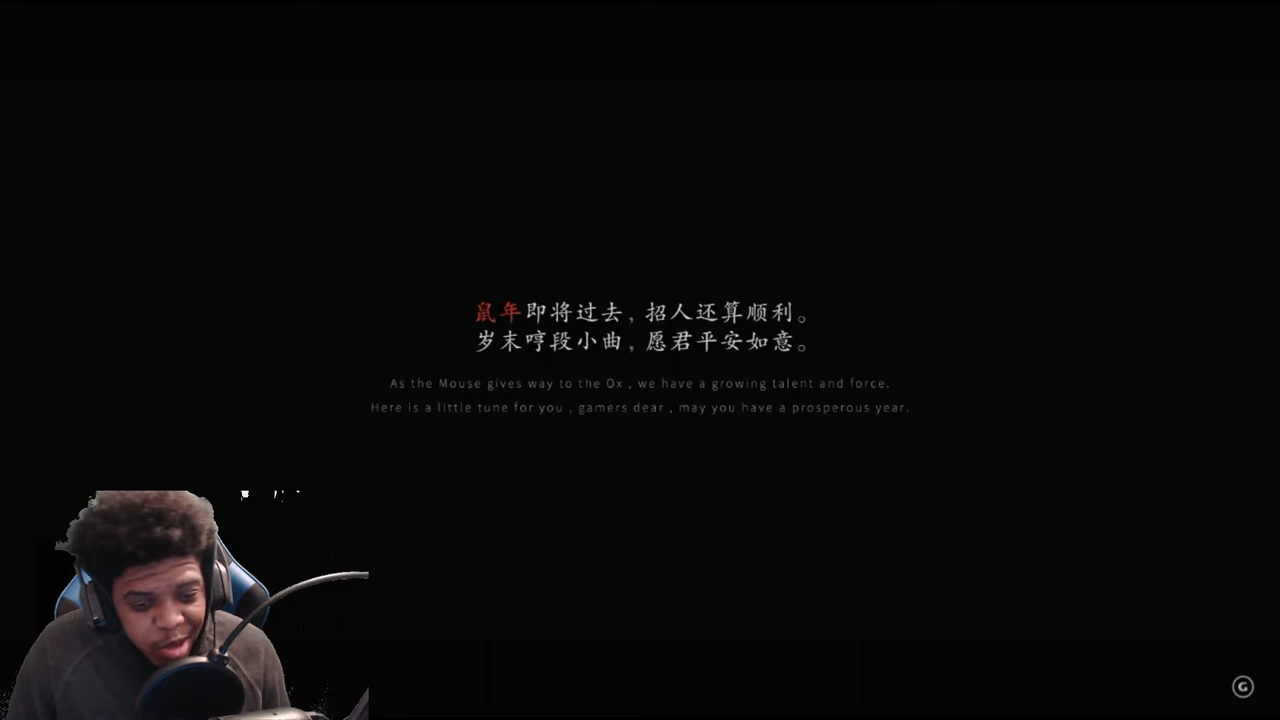 鼠年即将过去，招人还算顺利。
岁末哼段小曲，愿君平安如意。
As the Mouse gives way to the Ox , we have a growing talent and force.
Here is a little tune for you , gamers dear , may you have a prosperous year.
G